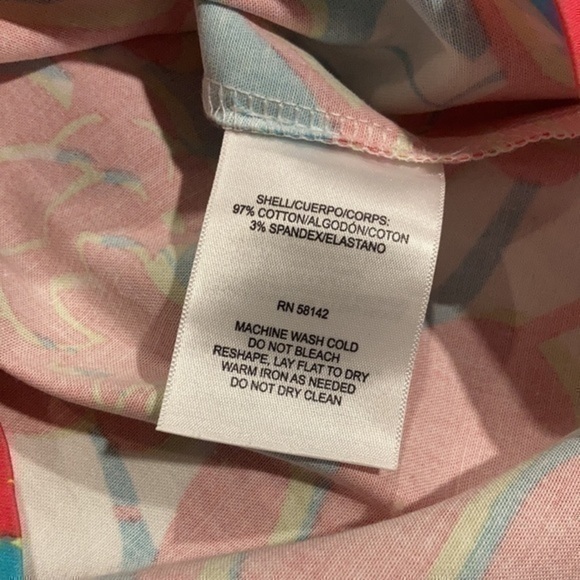 SHELL/CUERPO/CORPS:
97% COTTON/ALGODÓN/COTON
3% SPANDEX/ELASTANO
RN 58142
MACHINE WASH COLD
DO NOT BLEACH
RESHAPE, LAY FLAT TO DRY
WARM IRON AS NEEDED
DO NOT DRY CLEAN